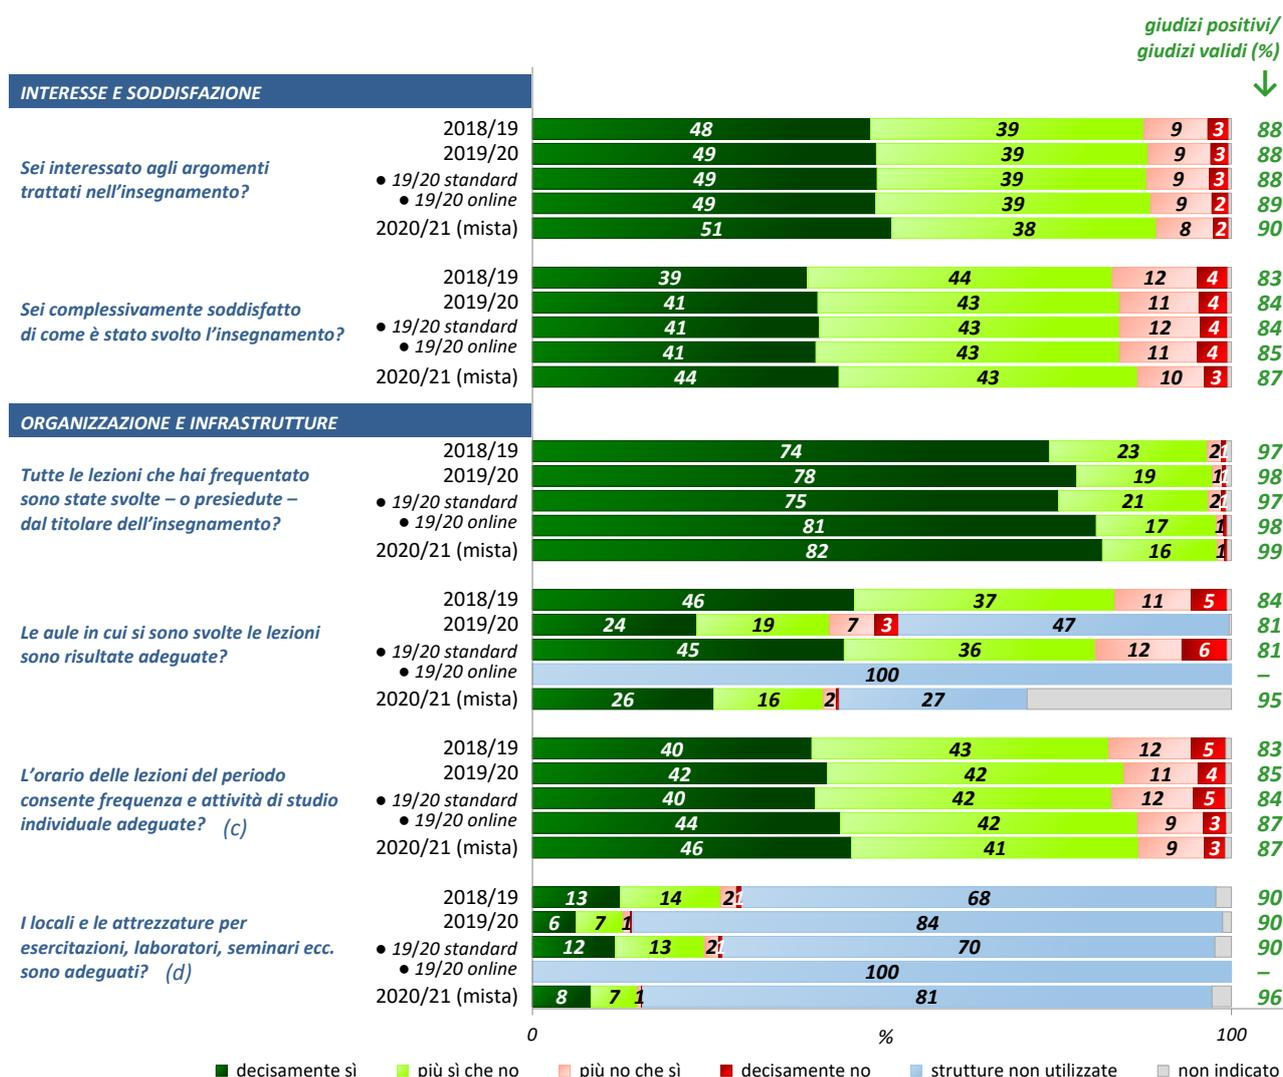 giudizi positivi/
giudizi validi (%)
↓
INTERESSE E SODDISFAZIONE
Sei interessato agli argomenti
trattati nell'insegnamento?
2018/19 48 39 9 3 88
2019/20 49 39 9 3 88
● 19/20 standard 49 39 9 3 88
● 19/20 online 49 39 9 2 89
2020/21 (mista) 51 38 8 2 90
Sei complessivamente soddisfatto
di come è stato svolto l'insegnamento?
2018/19 39 44 12 4 83
2019/20 41 43 11 4 84
● 19/20 standard 41 43 12 4 84
● 19/20 online 41 43 11 4 85
2020/21 (mista) 44 43 10 3 87
ORGANIZZAZIONE E INFRASTRUTTURE
Tutte le lezioni che hai frequentato
sono state svolte – o presiedute –
dal titolare dell'insegnamento?
2018/19 74 23 2 1 97
2019/20 78 19 1 1 98
● 19/20 standard 75 21 2 1 97
● 19/20 online 81 17 1 98
2020/21 (mista) 82 16 1 99
Le aule in cui si sono svolte le lezioni
sono risultate adeguate?
2018/19 46 37 11 5 84
2019/20 24 19 7 3 47 81
● 19/20 standard 45 36 12 6 81
● 19/20 online 100 –
2020/21 (mista) 26 16 2 27 95
L'orario delle lezioni del periodo
consente frequenza e attività di studio
individuale adeguate? (c)
2018/19 40 43 12 5 83
2019/20 42 42 11 4 85
● 19/20 standard 40 42 12 5 84
● 19/20 online 44 42 9 3 87
2020/21 (mista) 46 41 9 3 87
I locali e le attrezzature per
esercitazioni, laboratori, seminari ecc.
sono adeguati? (d)
2018/19 13 14 2 1 68 90
2019/20 6 7 1 84 90
● 19/20 standard 12 13 2 1 70 90
● 19/20 online 100 –
2020/21 (mista) 8 7 1 81 96
0 % 100
decisamente sì più sì che no più no che sì decisamente no strutture non utilizzate non indicato